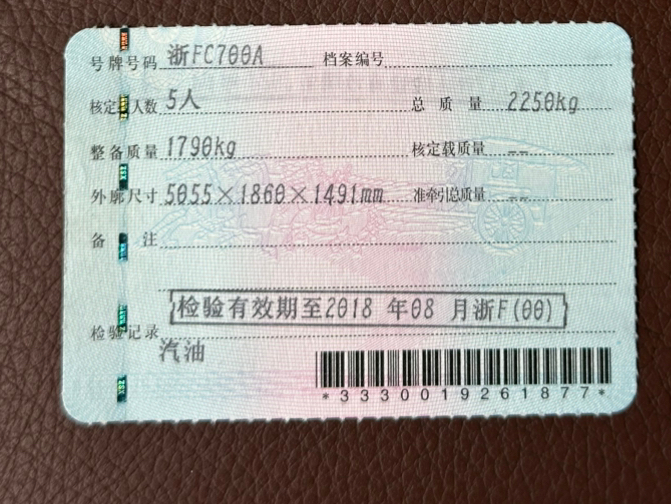 号牌号码 浙FC700A 档案编号
核定载人数 5人 总质量 2250kg
整备质量 1790kg 核定载质量 --
外廓尺寸 5055×1860×1491mm 准牵引总质量 --
备注
检验有效期至2018 年08 月浙F(00)
检验记录
汽油
*3330019261877*